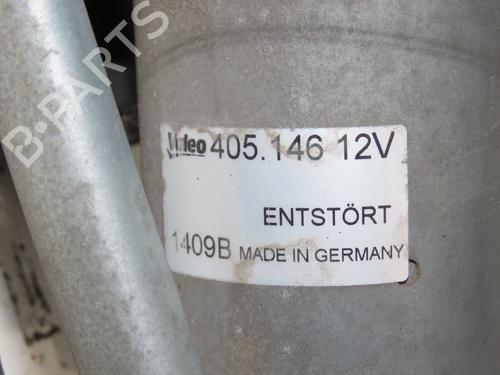 Valeo 405.146 12V
ENTSTÖRT
1409B MADE IN GERMANY
B-PARTS